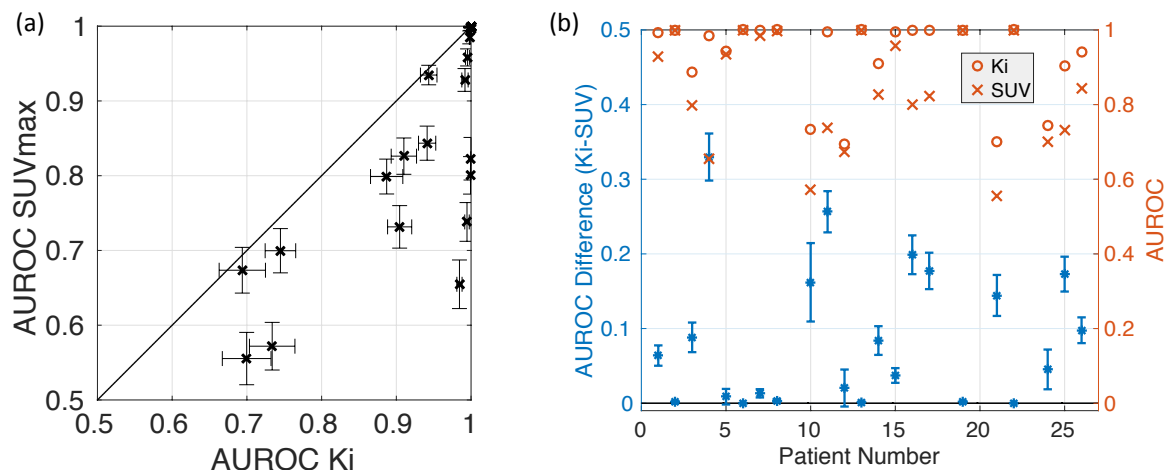 (a)
AUROC SUVmax
1
0.9
0.8
0.7
0.6
0.5
0.5 0.6 0.7 0.8 0.9 1
AUROC Ki
(b)
AUROC Difference (Ki-SUV)
0.5
0.4
0.3
0.2
0.1
0
Ki
SUV
1
0.8
0.6
0.4
0.2
0
AUROC
0 5 10 15 20 25
Patient Number